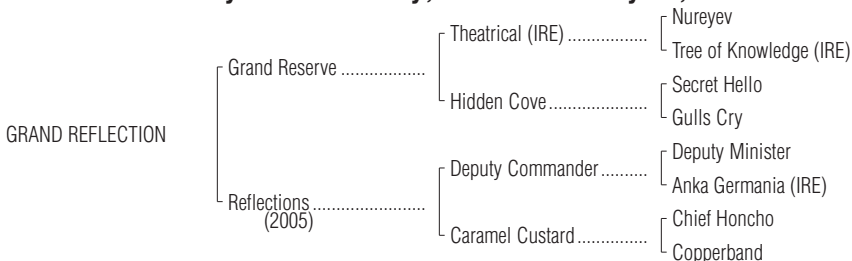 Nureyev
Theatrical (IRE) .................
Tree of Knowledge (IRE)
Grand Reserve ..................
Secret Hello
Hidden Cove.....................
Gulls Cry
GRAND REFLECTION
Deputy Minister
Deputy Commander ..........
Anka Germania (IRE)
Reflections ........................
(2005)
Chief Honcho
Caramel Custard...............
Copperband